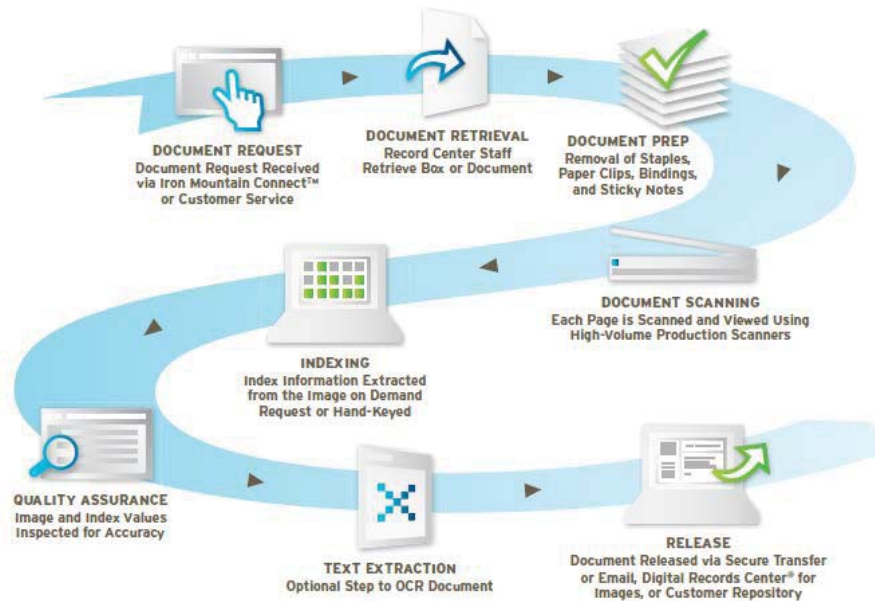 DOCUMENT REQUEST
Document Request Received
via Iron Mountain Connect™
or Customer Service
DOCUMENT RETRIEVAL
Record Center Staff
Retrieve Box or Document
DOCUMENT PREP
Removal of Staples,
Paper Clips, Bindings,
and Sticky Notes
DOCUMENT SCANNING
Each Page is Scanned and Viewed Using
High-Volume Production Scanners
INDEXING
Index Information Extracted
from the Image on Demand
Request or Hand-Keyed
QUALITY ASSURANCE
Image and Index Values
Inspected for Accuracy
TEXT EXTRACTION
Optional Step to OCR Document
RELEASE
Document Released via Secure Transfer
or Email, Digital Records Center® for
Images, or Customer Repository